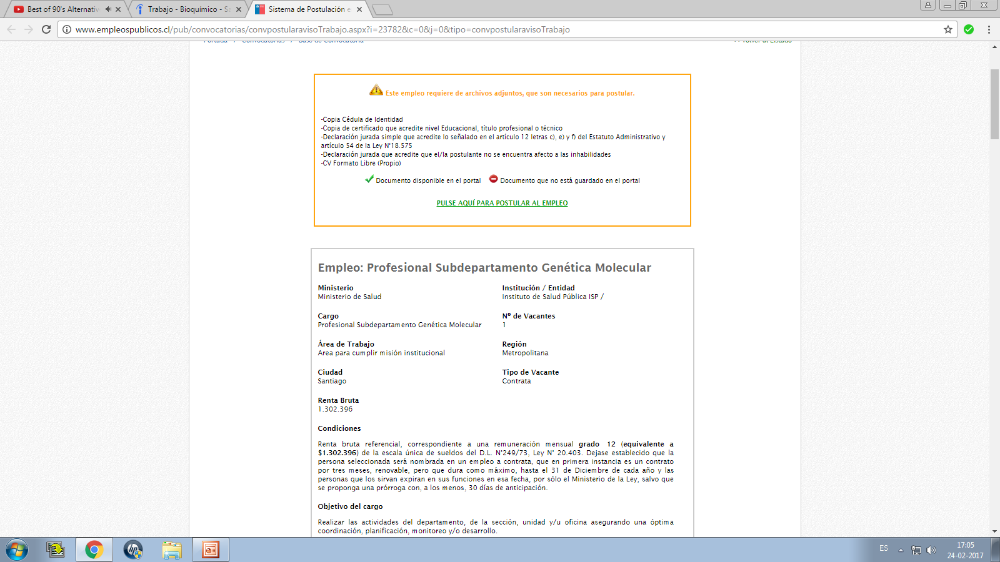 Best of 90's Alternativ
Trabajo - Bioquímico - Sa
Sistema de Postulación e
www.empleospublicos.cl/pub/convocatorias/convpostularavisoTrabajo.aspx?i=23782&c=0&j=0&tipo=convpostularavisoTrabajo
Portada / Convocatorias / Base de Convocatoria
Este empleo requiere de archivos adjuntos, que son necesarios para postular.
-Copia Cédula de Identidad
-Copia de certificado que acredite nivel Educacional, título profesional o técnico
-Declaración jurada simple que acredite lo señalado en el artículo 12 letras c), e) y f) del Estatuto Administrativo y
artículo 54 de la Ley N°18.575
-Declaración jurada que acredite que el/la postulante no se encuentra afecto a las inhabilidades
-CV Formato Libre (Propio)
Documento disponible en el portal Documento que no está guardado en el portal
PULSE AQUÍ PARA POSTULAR AL EMPLEO
Empleo: Profesional Subdepartamento Genética Molecular
Ministerio Institución / Entidad
Ministerio de Salud Instituto de Salud Pública ISP /
Cargo Nº de Vacantes
Profesional Subdepartamento Genética Molecular 1
Área de Trabajo Región
Area para cumplir misión institucional Metropolitana
Ciudad Tipo de Vacante
Santiago Contrata
Renta Bruta
1.302.396
Condiciones
Renta bruta referencial, correspondiente a una remuneración mensual grado 12 (equivalente a
$1.302.396) de la escala única de sueldos del D.L. N°249/73, Ley N° 20.403. Dejase establecido que la
persona seleccionada será nombrada en un empleo a contrata, que en primera instancia es un contrato
por tres meses, renovable, pero que dura como máximo, hasta el 31 de Diciembre de cada año y las
personas que los sirvan expiran en sus funciones en esa fecha, por sólo el Ministerio de la Ley, salvo que
se proponga una prórroga con, a los menos, 30 días de anticipación.
Objetivo del cargo
Realizar las actividades del departamento, de la sección, unidad y/u oficina asegurando una óptima
coordinación, planificación, monitoreo y/o desarrollo.
ES
17:05
24-02-2017